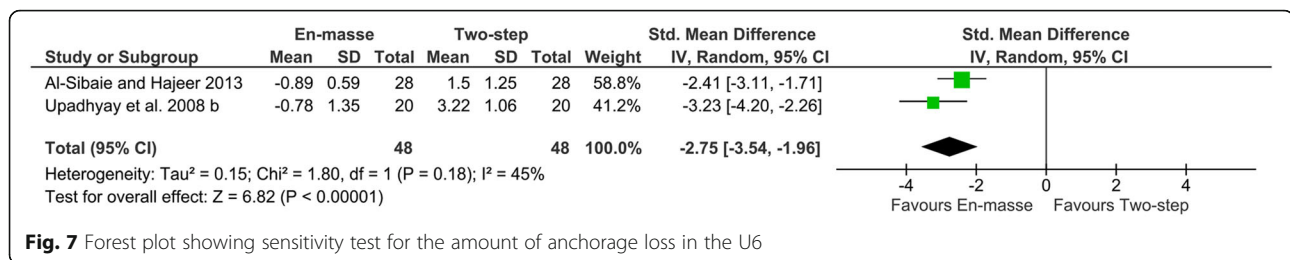 En-masse Two-step Std. Mean Difference Std. Mean Difference
Study or Subgroup Mean SD Total Mean SD Total Weight IV, Random, 95% CI IV, Random, 95% CI
Al-Sibaie and Hajeer 2013 -0.89 0.59 28 1.5 1.25 28 58.8% -2.41 [-3.11, -1.71]
Upadhyay et al. 2008 b -0.78 1.35 20 3.22 1.06 20 41.2% -3.23 [-4.20, -2.26]
Total (95% CI) 48 48 100.0% -2.75 [-3.54, -1.96]
Heterogeneity: Tau² = 0.15; Chi² = 1.80, df = 1 (P = 0.18); I² = 45%
Test for overall effect: Z = 6.82 (P < 0.00001)
-4 -2 0 2 4
Favours En-masse Favours Two-step
Fig. 7 Forest plot showing sensitivity test for the amount of anchorage loss in the U6